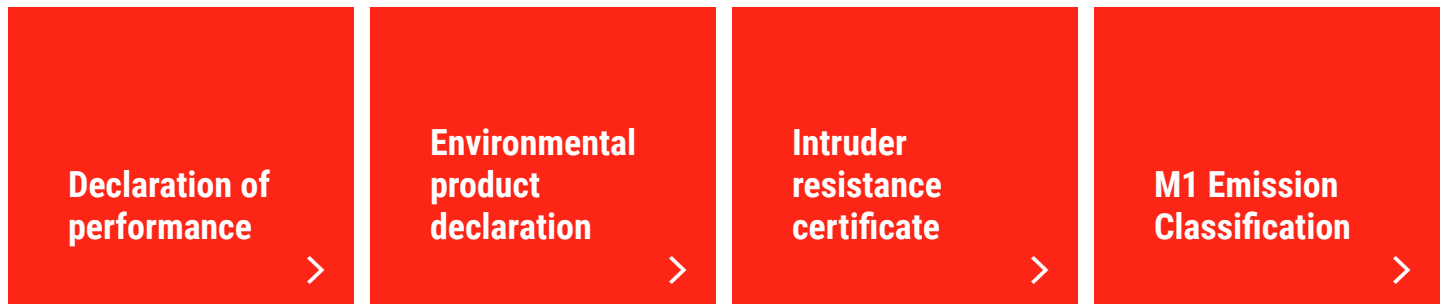 Declaration of
performance
Environmental
product
declaration
Intruder
resistance
certificate
M1 Emission
Classification